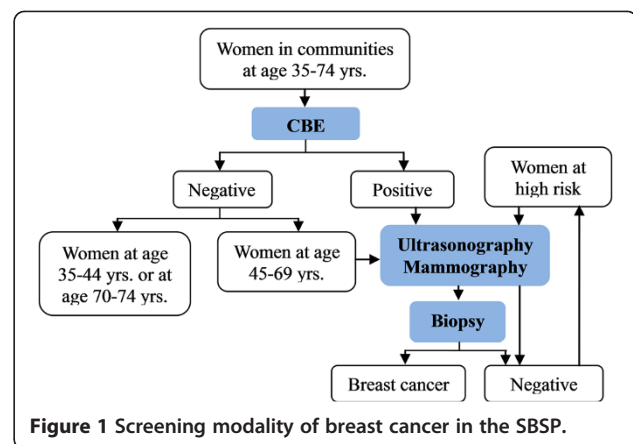 Women in communities
at age 35-74 yrs.
CBE
Negative
Positive
Women at
high risk
Women at age
35-44 yrs. or at
age 70-74 yrs.
Women at age
45-69 yrs.
Ultrasonography
Mammography
Biopsy
Breast cancer
Negative
Figure 1 Screening modality of breast cancer in the SBSP.